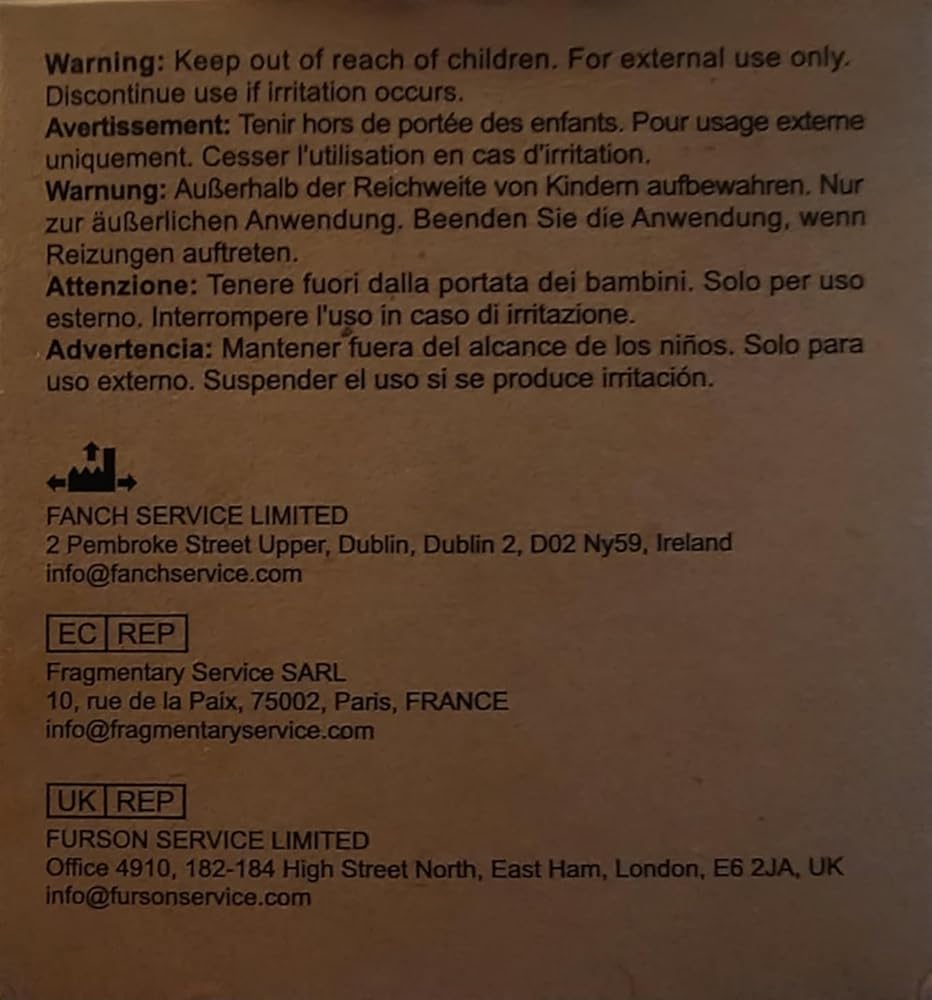 Warning: Keep out of reach of children. For external use only.
Discontinue use if irritation occurs.
Avertissement: Tenir hors de portée des enfants. Pour usage externe
uniquement. Cesser l'utilisation en cas d'irritation.
Warnung: Außerhalb der Reichweite von Kindern aufbewahren. Nur
zur äußerlichen Anwendung. Beenden Sie die Anwendung, wenn
Reizungen auftreten.
Attenzione: Tenere fuori dalla portata dei bambini. Solo per uso
esterno. Interrompere l'uso in caso di irritazione.
Advertencia: Mantener fuera del alcance de los niños. Solo para
uso externo. Suspender el uso si se produce irritación.
FANCH SERVICE LIMITED
2 Pembroke Street Upper, Dublin, Dublin 2, D02 Ny59, Ireland
info@fanchservice.com
EC REP
Fragmentary Service SARL
10, rue de la Paix, 75002, Paris, FRANCE
info@fragmentaryservice.com
UK REP
FURSON SERVICE LIMITED
Office 4910, 182-184 High Street North, East Ham, London, E6 2JA, UK
info@fursonservice.com